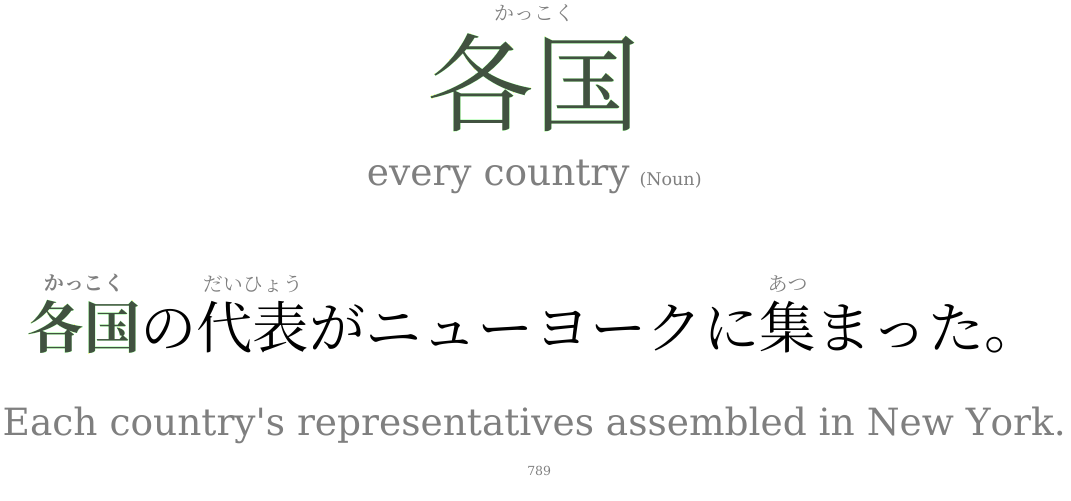 かっこく
各国
every country (Noun)
かっこく だいひょう あつ
各国の代表がニューヨークに集まった。
Each country's representatives assembled in New York.
789